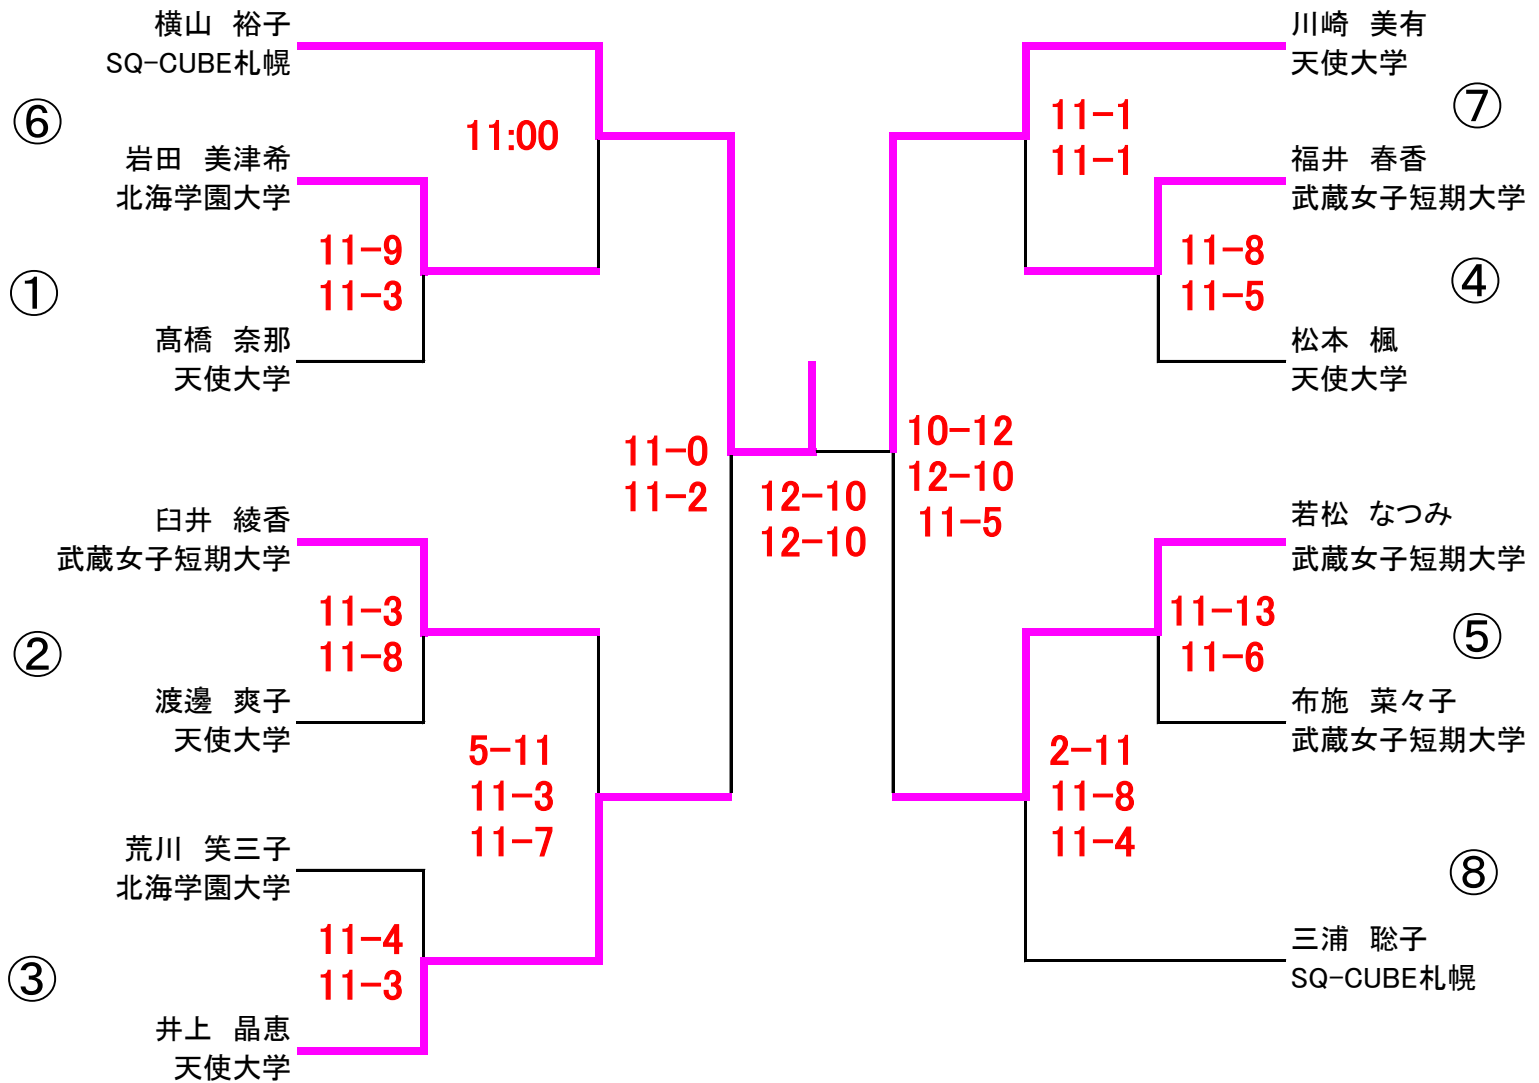 横山　裕子
SQ-CUBE札幌
⑥
11:00
岩田　美津希
北海学園大学
11-9
11-3
①
髙橋　奈那
天使大学
11-0
11-2
臼井　綾香
武蔵女子短期大学
11-3
11-8
②
渡邊　爽子
天使大学
5-11
11-3
11-7
荒川　笑三子
北海学園大学
11-4
11-3
③
井上　晶恵
天使大学
12-10
12-10
川崎　美有
天使大学
⑦
11-1
11-1
福井　春香
武蔵女子短期大学
11-8
11-5
④
松本　楓
天使大学
10-12
12-10
11-5
若松　なつみ
武蔵女子短期大学
11-13
11-6
⑤
布施　菜々子
武蔵女子短期大学
2-11
11-8
11-4
⑧
三浦　聡子
SQ-CUBE札幌